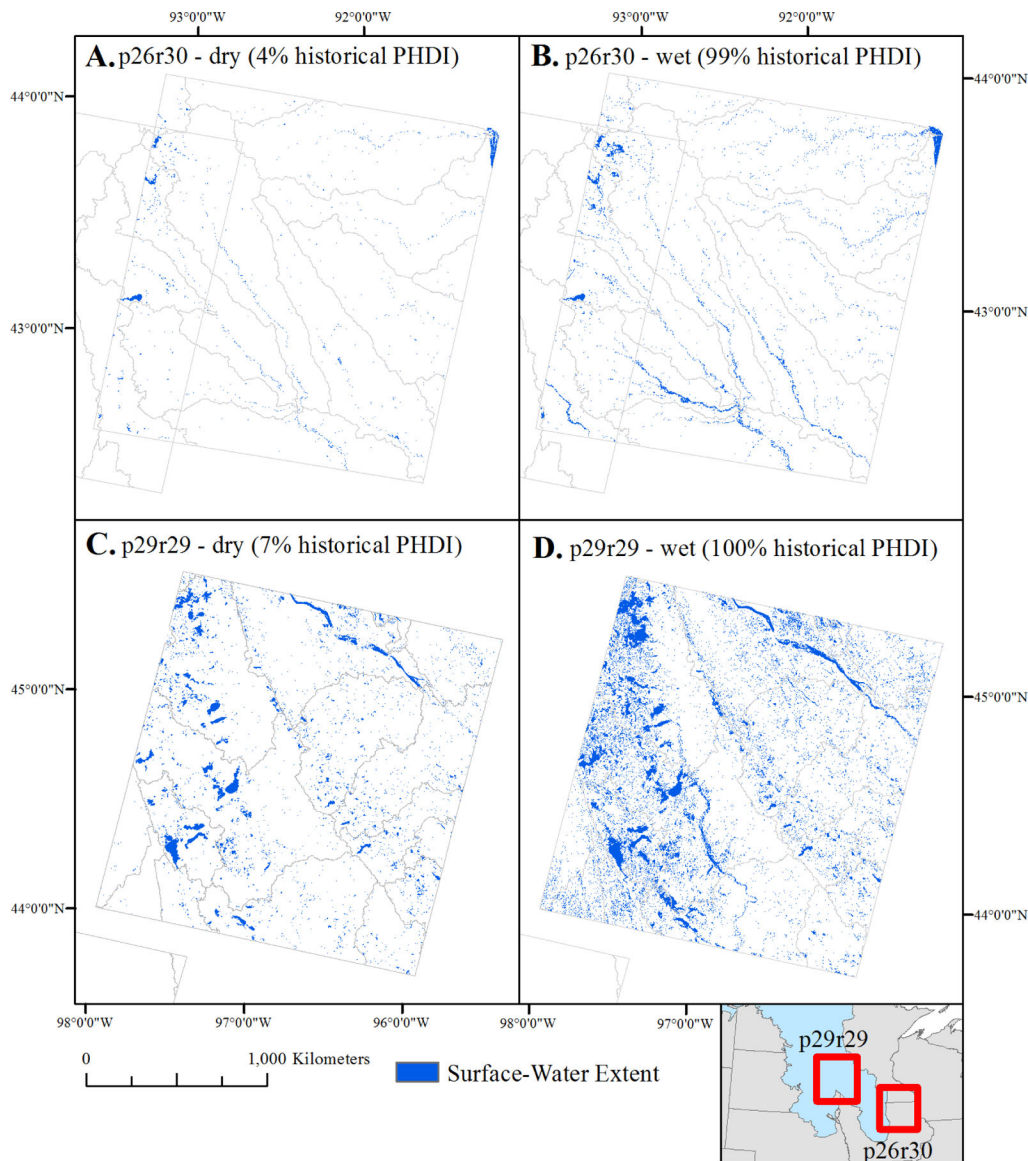 93°0'0"W 92°0'0"W 93°0'0"W 92°0'0"W
A. p26r30 - dry (4% historical PHDI) B. p26r30 - wet (99% historical PHDI)
44°0'0"N 44°0'0"N
43°0'0"N 43°0'0"N
C. p29r29 - dry (7% historical PHDI) D. p29r29 - wet (100% historical PHDI)
45°0'0"N 45°0'0"N
44°0'0"N 44°0'0"N
98°0'0"W 97°0'0"W 96°0'0"W 98°0'0"W 97°0'0"W
0 1,000 Kilometers
Surface-Water Extent
p29r29
p26r30